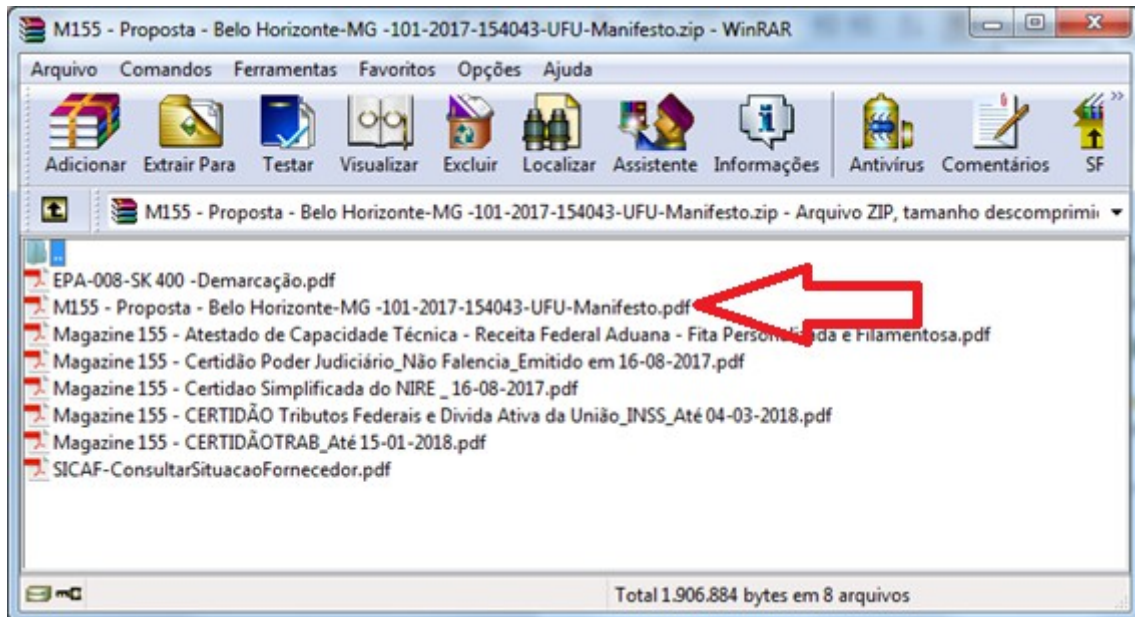 M155 - Proposta - Belo Horizonte-MG -101-2017-154043-UFU-Manifesto.zip - WinRAR
Arquivo Comandos Ferramentas Favoritos Opções Ajuda
Adicionar Extrair Para Testar Visualizar Excluir Localizar Assistente Informações Antivírus Comentários SF
M155 - Proposta - Belo Horizonte-MG -101-2017-154043-UFU-Manifesto.zip - Arquivo ZIP, tamanho descomprimi
..
EPA-008-SK 400 -Demarcação.pdf
M155 - Proposta - Belo Horizonte-MG -101-2017-154043-UFU-Manifesto.pdf
Magazine 155 - Atestado de Capacidade Técnica - Receita Federal Aduana - Fita Personalizada e Filamentosa.pdf
Magazine 155 - Certidão Poder Judiciário_Não Falencia_Emitido em 16-08-2017.pdf
Magazine 155 - Certidao Simplificada do NIRE _ 16-08-2017.pdf
Magazine 155 - CERTIDÃO Tributos Federais e Divida Ativa da União_INSS_Até 04-03-2018.pdf
Magazine 155 - CERTIDÃOTRAB_Até 15-01-2018.pdf
SICAF-ConsultarSituacaoFornecedor.pdf
Total 1.906.884 bytes em 8 arquivos